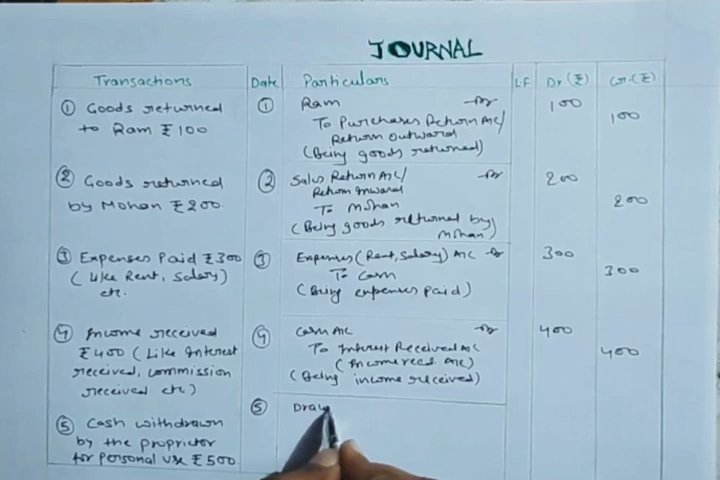 JOURNAL
Transactions Date Particulars L.F Dr (₹) Cr. (₹)
① Goods returned
to Ram ₹100
① Ram Dr 100
To Purchases Return A/C/ 100
Return Outward
(Being goods returned)
② Goods returned
by Mohan ₹200.
② Sales Return A/C/ Dr 200
Return Inward
To Mohan 200
(Being goods returned by
Mohan)
③ Expenses Paid ₹300
(Like Rent, Salary)
etc.
③ Expenses (Rent, Salary) A/C Dr 300
To Cash 300
(Being expenses paid)
④ Income received
₹400 (Like Interest
received, commission
received etc.)
④ Cash A/C Dr 400
To Interest Received A/C 400
(Income recd. A/C)
(Being income received)
⑤ Cash withdrawn
by the proprietor
for personal use ₹500.
⑤ Draw